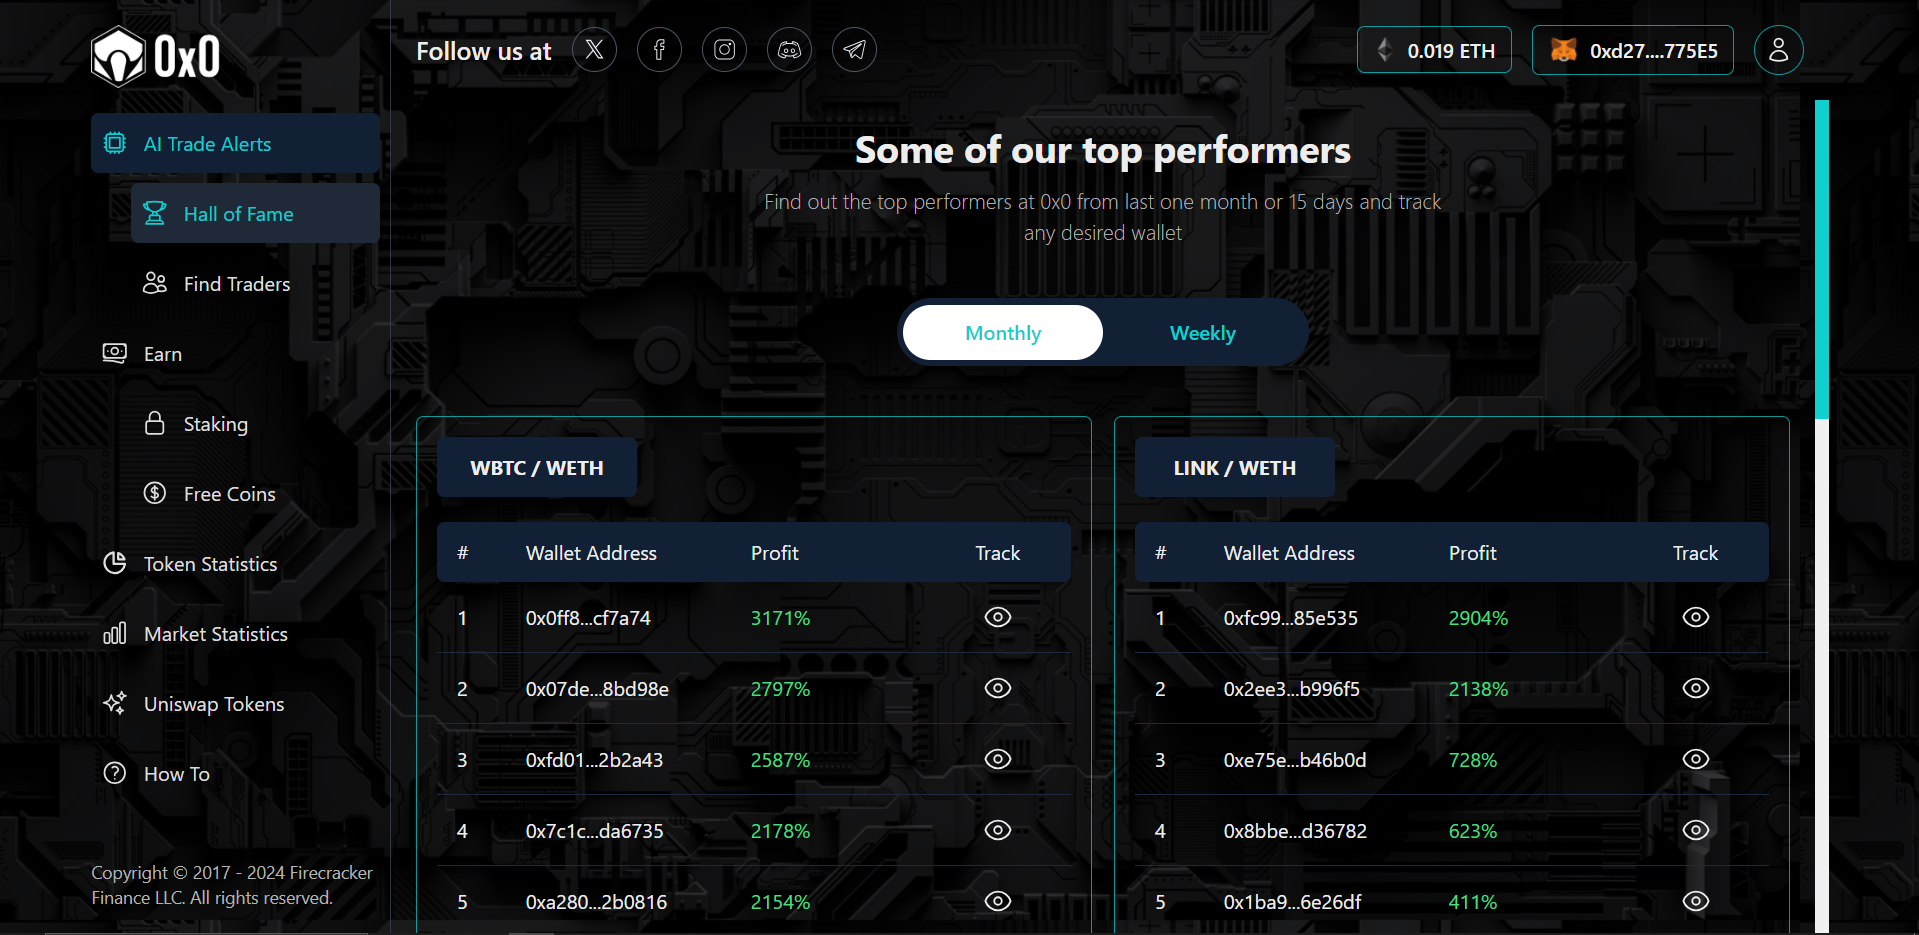 0x0
Follow us at
0.019 ETH
0xd27....775E5
AI Trade Alerts
Hall of Fame
Find Traders
Earn
Staking
Free Coins
Token Statistics
Market Statistics
Uniswap Tokens
How To
Copyright © 2017 - 2024 Firecracker
Finance LLC. All rights reserved.
Some of our top performers
Find out the top performers at 0x0 from last one month or 15 days and track
any desired wallet
Monthly Weekly
WBTC / WETH
# Wallet Address Profit Track
1 0x0ff8...cf7a74 3171%
2 0x07de...8bd98e 2797%
3 0xfd01...2b2a43 2587%
4 0x7c1c...da6735 2178%
5 0xa280...2b0816 2154%
LINK / WETH
# Wallet Address Profit Track
1 0xfc99...85e535 2904%
2 0x2ee3...b996f5 2138%
3 0xe75e...b46b0d 728%
4 0x8bbe...d36782 623%
5 0x1ba9...6e26df 411%